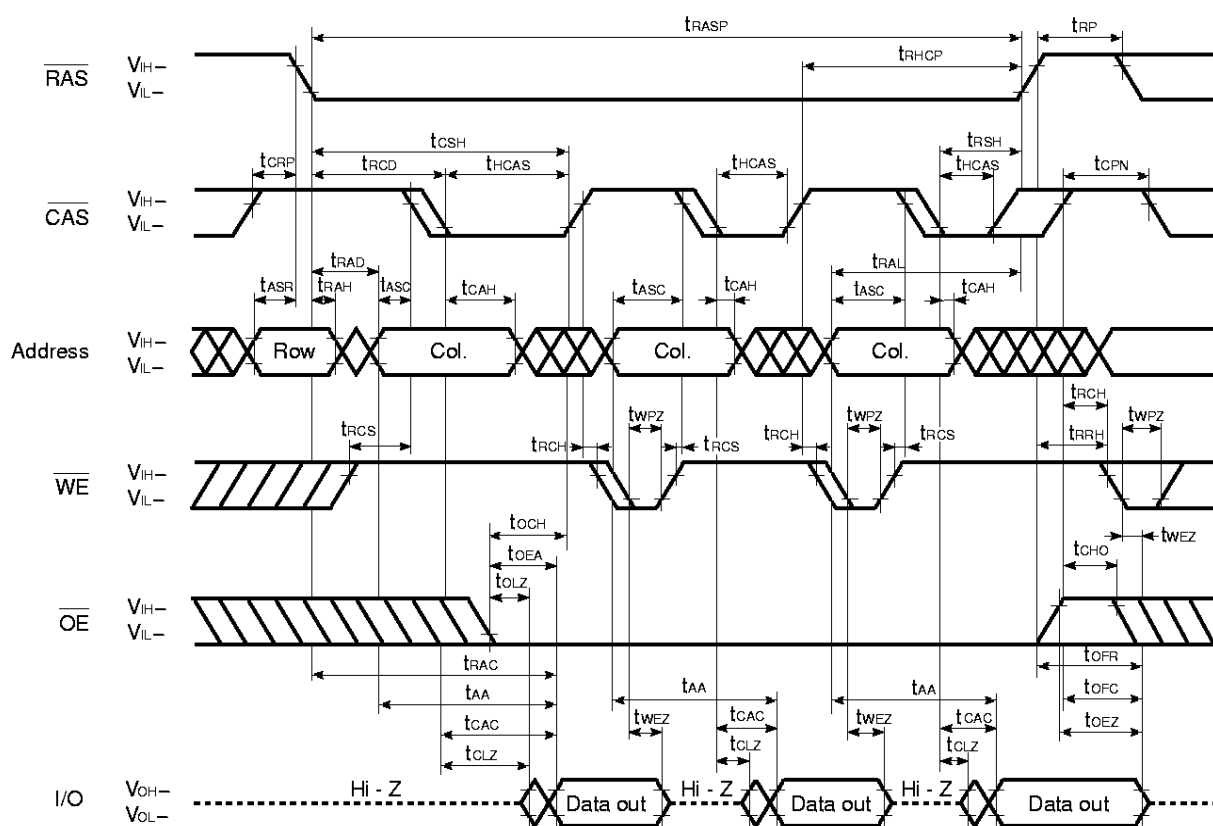 tRASP
tRP
tRHCP
RAS
VIH–
VIL–
tCSH
tRSH
tCRP
tRCD
tHCAS
tHCAS
tHCAS
tCPN
CAS
VIH–
VIL–
tRAD
tRAL
tASR
tRAH
tASC
tCAH
tASC
tCAH
tASC
tCAH
Address
VIH–
VIL–
Row
Col.
Col.
Col.
tRCS
tRCH
tWPZ
tRCS
tRCH
tWPZ
tRCS
tRCH
tRRH
tWPZ
WE
VIH–
VIL–
tOCH
tWEZ
tOEA
tCHO
tOLZ
OE
VIH–
VIL–
tRAC
tOFR
tAA
tAA
tAA
tOFC
tCAC
tWEZ
tCAC
tWEZ
tCAC
tOEZ
tCLZ
tCLZ
tCLZ
I/O
VOH–
VOL–
Hi - Z
Data out
Hi - Z
Data out
Hi - Z
Data out